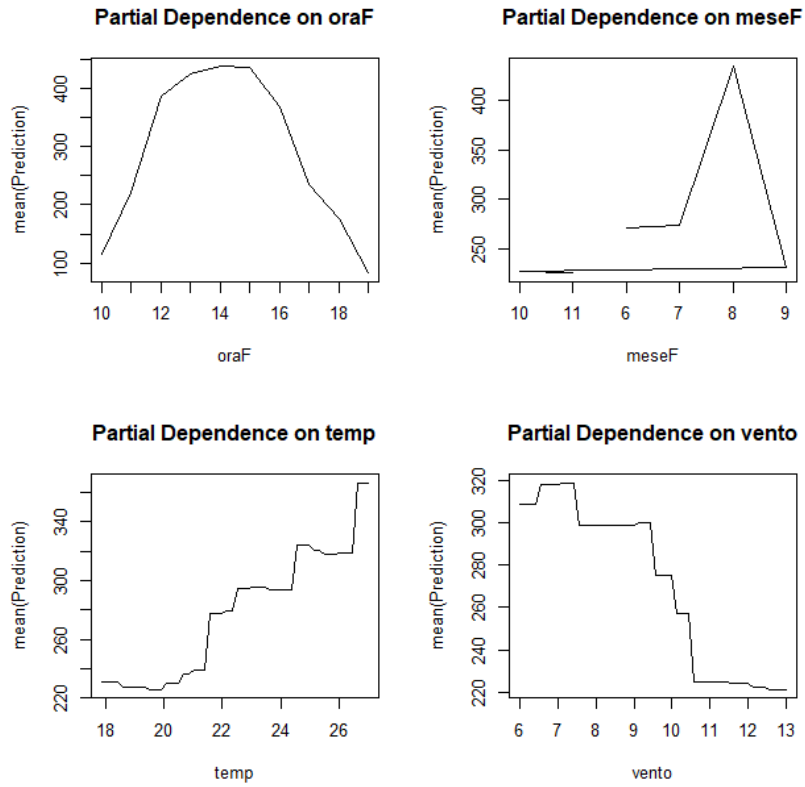 Partial Dependence on oraF
mean(Prediction)
100
200
300
400
10 12 14 16 18
oraF
Partial Dependence on meseF
mean(Prediction)
250
300
350
400
10 11 6 7 8 9
meseF
Partial Dependence on temp
mean(Prediction)
220
260
300
340
18 20 22 24 26
temp
Partial Dependence on vento
mean(Prediction)
220
240
260
280
300
320
6 7 8 9 10 11 12 13
vento